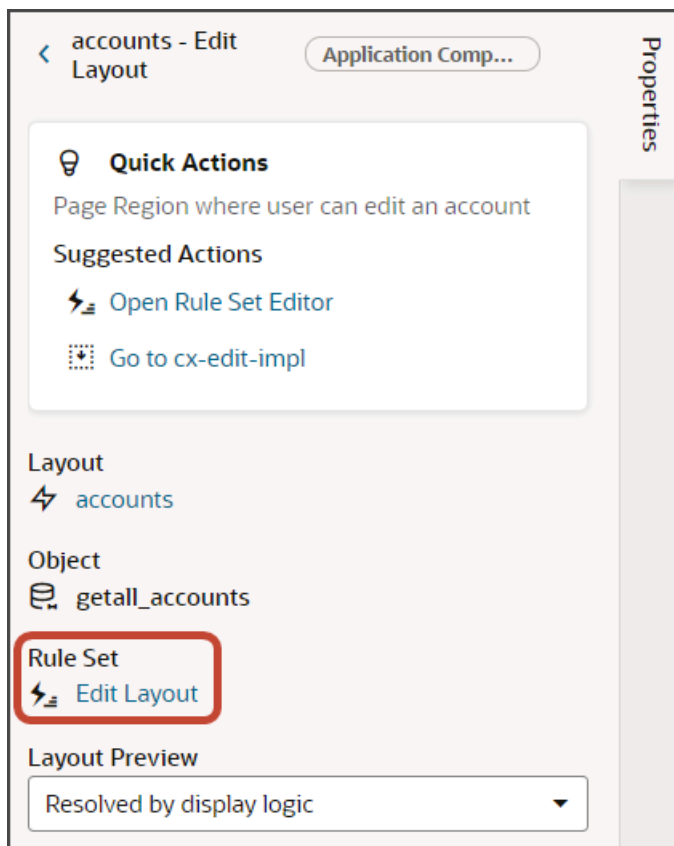 accounts - Edit
Layout
Application Comp...
Properties
Quick Actions
Page Region where user can edit an account
Suggested Actions
Open Rule Set Editor
Go to cx-edit-impl
Layout
accounts
Object
getall_accounts
Rule Set
Edit Layout
Layout Preview
Resolved by display logic